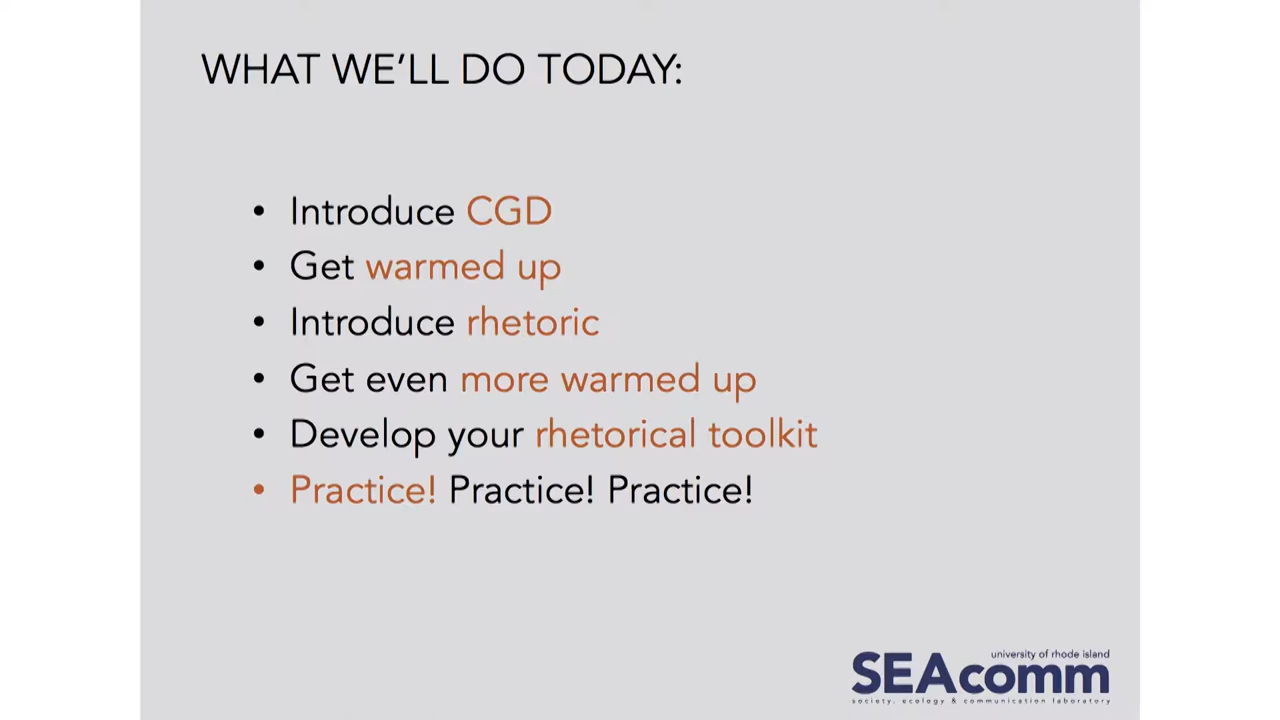 WHAT WE’LL DO TODAY:
• Introduce CGD
• Get warmed up
• Introduce rhetoric
• Get even more warmed up
• Develop your rhetorical toolkit
• Practice! Practice! Practice!
university of rhode island
SEAcomm
society, ecology & communication laboratory